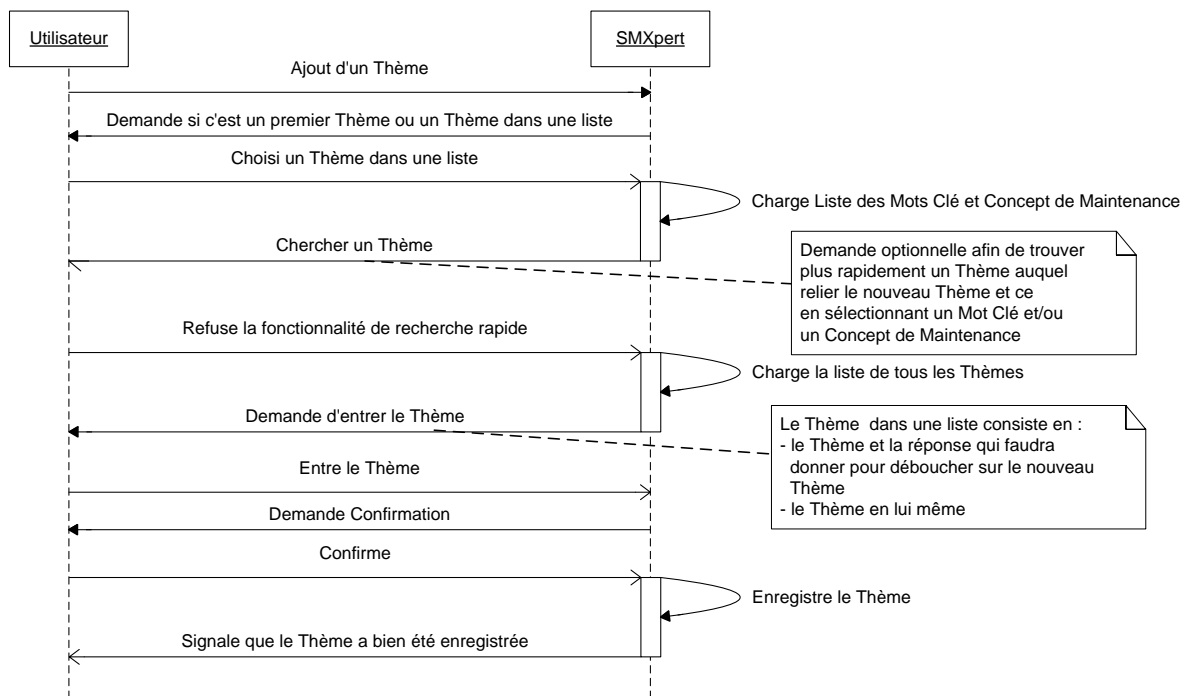 Utilisateur
SMXpert
Ajout d'un Thème
Demande si c'est un premier Thème ou un Thème dans une liste
Choisi un Thème dans une liste
Charge Liste des Mots Clé et Concept de Maintenance
Chercher un Thème
Demande optionnelle afin de trouver
plus rapidement un Thème auquel
relier le nouveau Thème et ce
en sélectionnant un Mot Clé et/ou
un Concept de Maintenance
Refuse la fonctionnalité de recherche rapide
Charge la liste de tous les Thèmes
Demande d'entrer le Thème
Le Thème dans une liste consiste en :
- le Thème et la réponse qui faudra
donner pour déboucher sur le nouveau
Thème
- le Thème en lui même
Entre le Thème
Demande Confirmation
Confirme
Enregistre le Thème
Signale que le Thème a bien été enregistrée